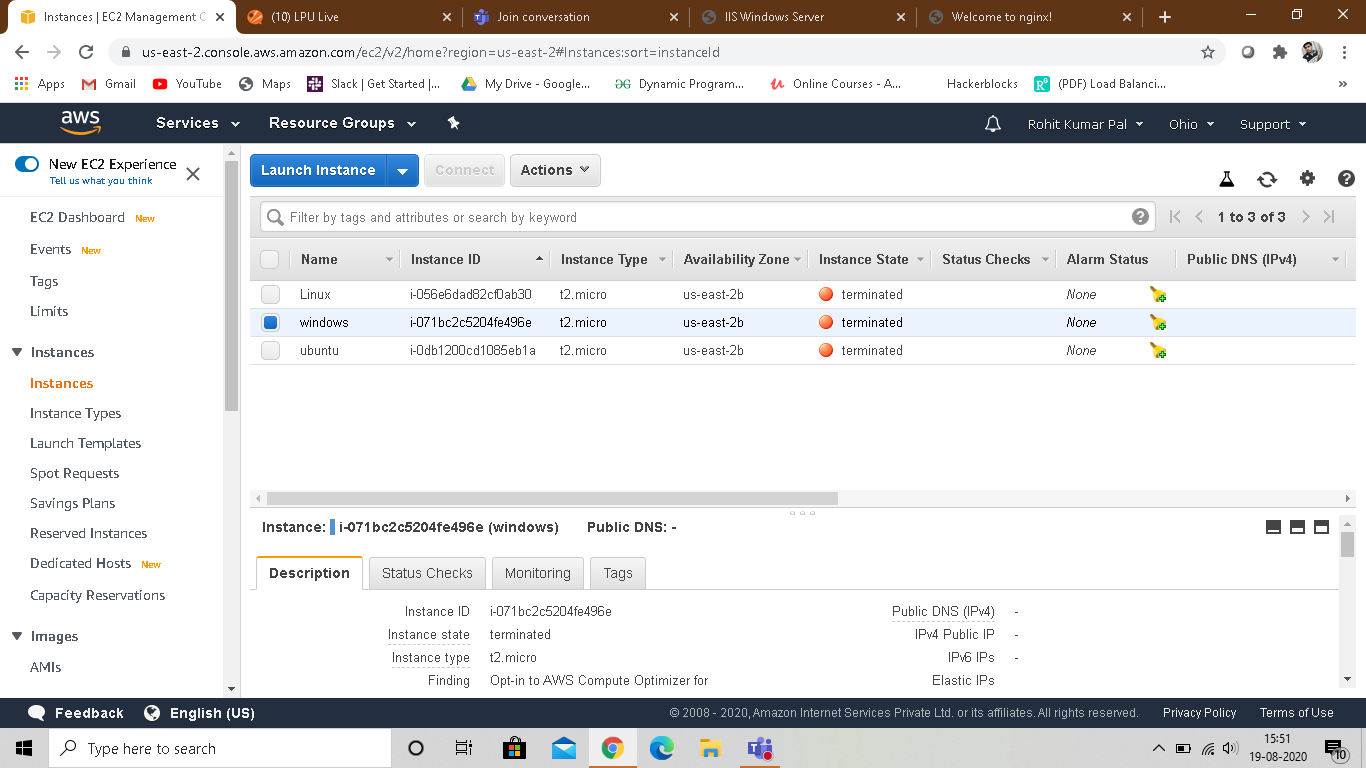 Instances | EC2 Management C
(10) LPU Live
Join conversation
IIS Windows Server
Welcome to nginx!
us-east-2.console.aws.amazon.com/ec2/v2/home?region=us-east-2#Instances:sort=instanceId
Apps Gmail YouTube Maps Slack | Get Started |... My Drive - Google... Dynamic Program... Online Courses - A... Hackerblocks (PDF) Load Balanci...
aws Services Resource Groups Rohit Kumar Pal Ohio Support
New EC2 Experience
Tell us what you think
EC2 Dashboard New
Events New
Tags
Limits
Instances
Instances
Instance Types
Launch Templates
Spot Requests
Savings Plans
Reserved Instances
Dedicated Hosts New
Capacity Reservations
Images
AMIs
Launch Instance Connect Actions
Filter by tags and attributes or search by keyword
1 to 3 of 3
Name Instance ID Instance Type Availability Zone Instance State Status Checks Alarm Status Public DNS (IPv4)
Linux i-056e6dad82cf0ab30 t2.micro us-east-2b terminated None
windows i-071bc2c5204fe496e t2.micro us-east-2b terminated None
ubuntu i-0db1200cd1085eb1a t2.micro us-east-2b terminated None
Instance: i-071bc2c5204fe496e (windows) Public DNS: -
Description Status Checks Monitoring Tags
Instance ID i-071bc2c5204fe496e Public DNS (IPv4) -
Instance state terminated IPv4 Public IP -
Instance type t2.micro IPv6 IPs -
Finding Opt-in to AWS Compute Optimizer for Elastic IPs
Feedback English (US) © 2008 - 2020, Amazon Internet Services Private Ltd. or its affiliates. All rights reserved. Privacy Policy Terms of Use
Type here to search
15:51
19-08-2020
10